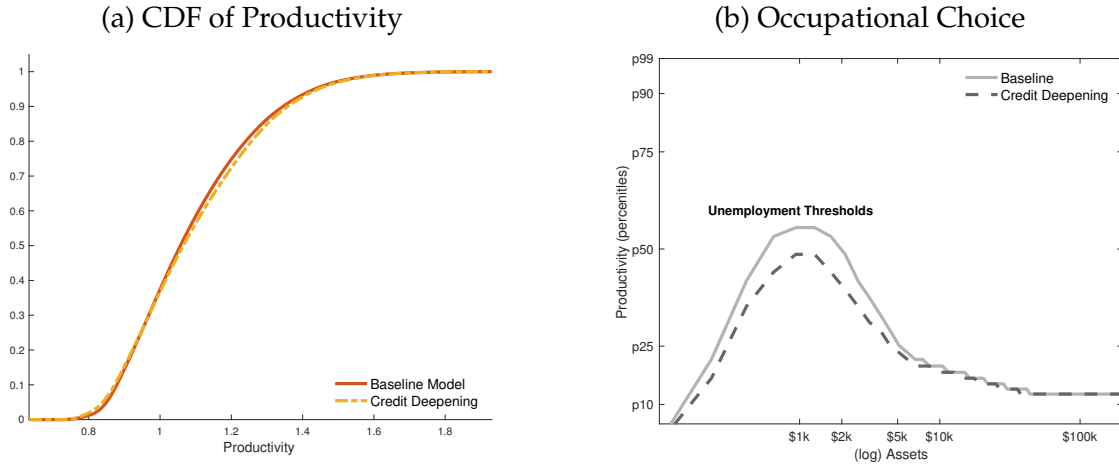 (a) CDF of Productivity
1
0.9
0.8
0.7
0.6
0.5
0.4
0.3
0.2
0.1
0
0.8
1
1.2
1.4
1.6
1.8
Productivity
Baseline Model
Credit Deepening
(b) Occupational Choice
p99
p90
p75
p50
p25
p10
Productivity (percenitles)
Baseline
Credit Deepening
Unemployment Thresholds
$1k
$2k
$5k
$10k
$100k
(log) Assets